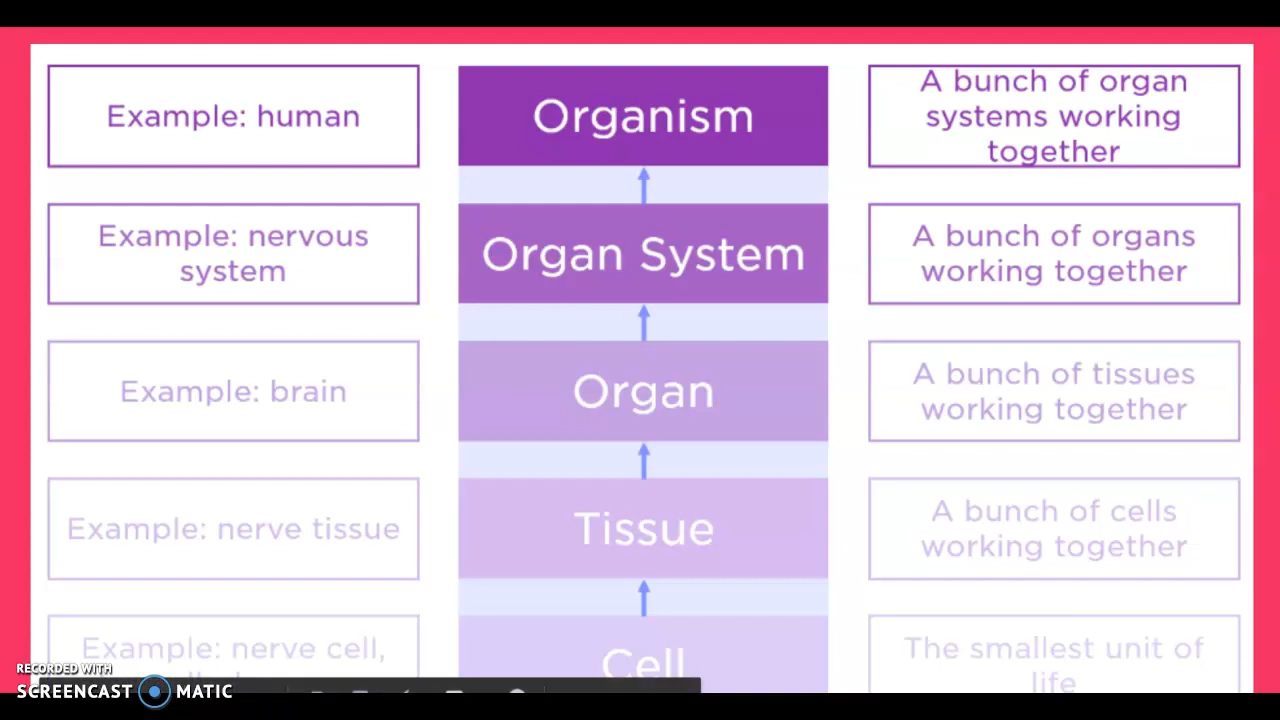 Example: human
Organism
A bunch of organ
systems working
together
Example: nervous
system
Organ System
A bunch of organs
working together
Example: brain
Organ
A bunch of tissues
working together
Example: nerve tissue
Tissue
A bunch of cells
working together
Example: nerve cell,
Cell
The smallest unit of
life
RECORDED WITH
SCREENCAST MATIC